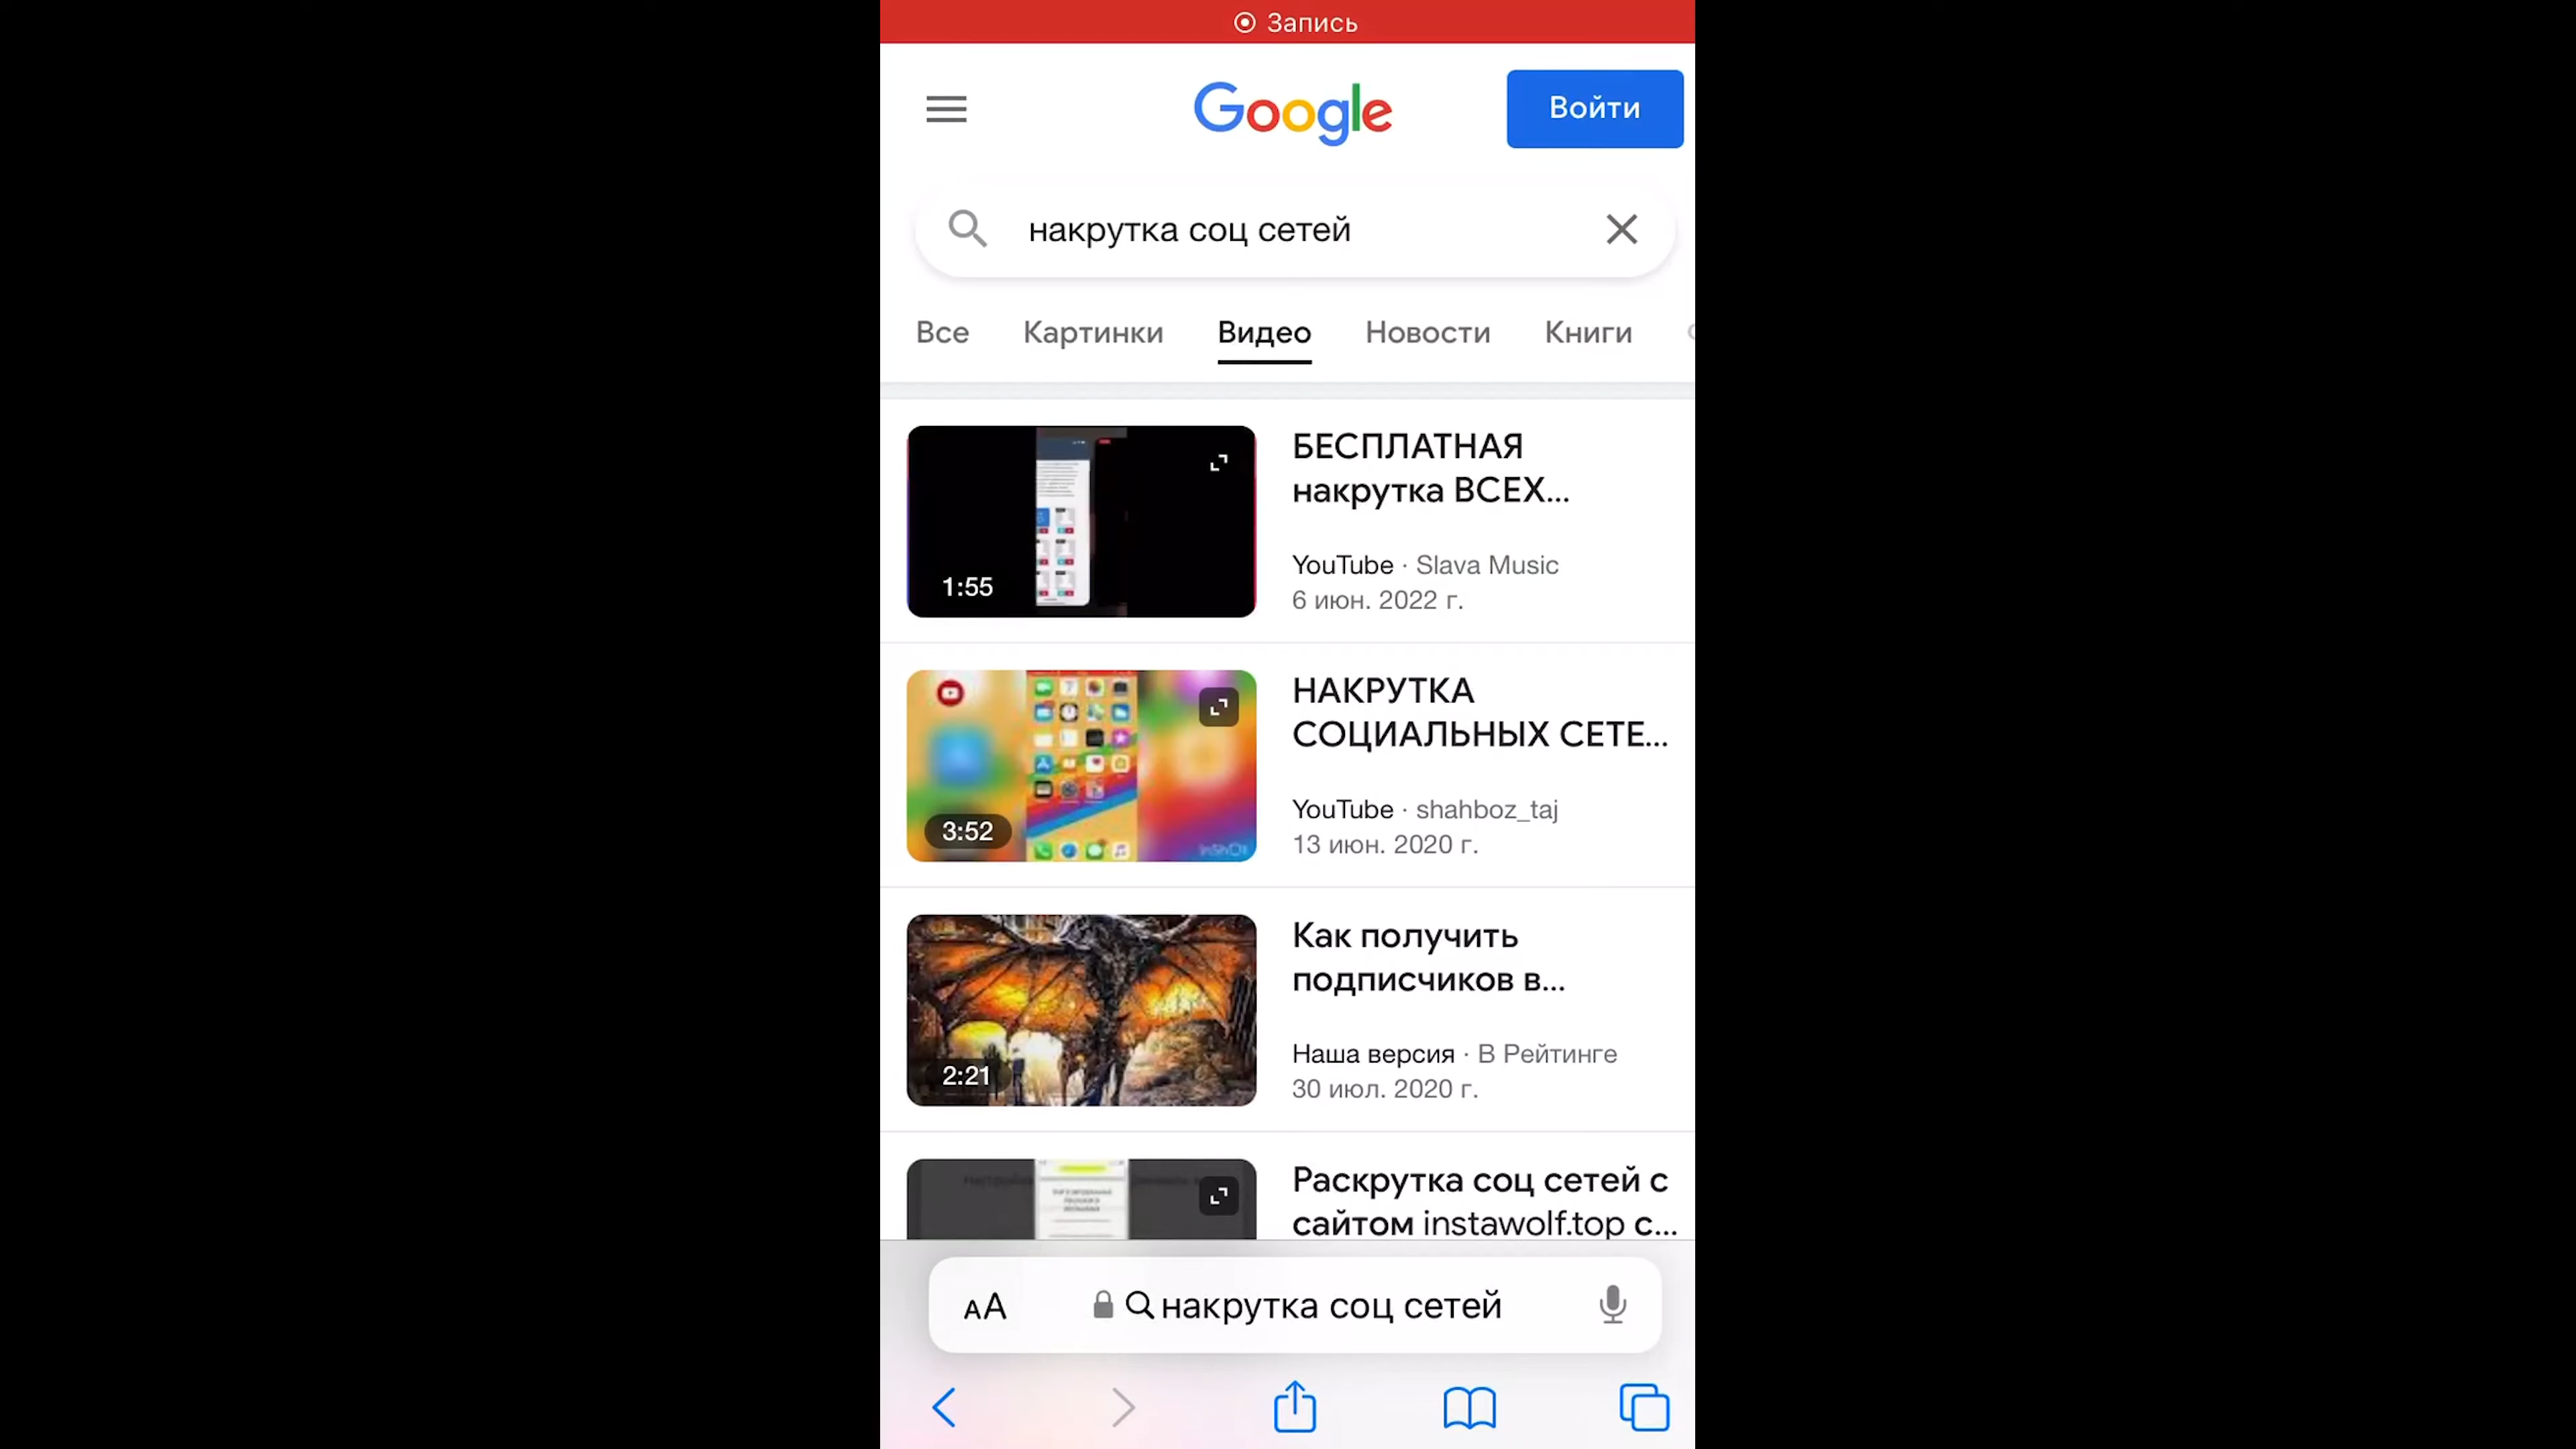 Запись
Google
Войти
накрутка соц сетей
Все Картинки Видео Новости Книги
БЕСПЛАТНАЯ
накрутка ВСЕХ...
1:55
YouTube · Slava Music
6 июн. 2022 г.
НАКРУТКА
СОЦИАЛЬНЫХ СЕТЕ...
3:52
InShOt
YouTube · shahboz_taj
13 июн. 2020 г.
Как получить
подписчиков в...
2:21
Наша версия · В Рейтинге
30 июл. 2020 г.
Раскрутка соц сетей с
сайтом instawolf.top с...
AA накрутка соц сетей